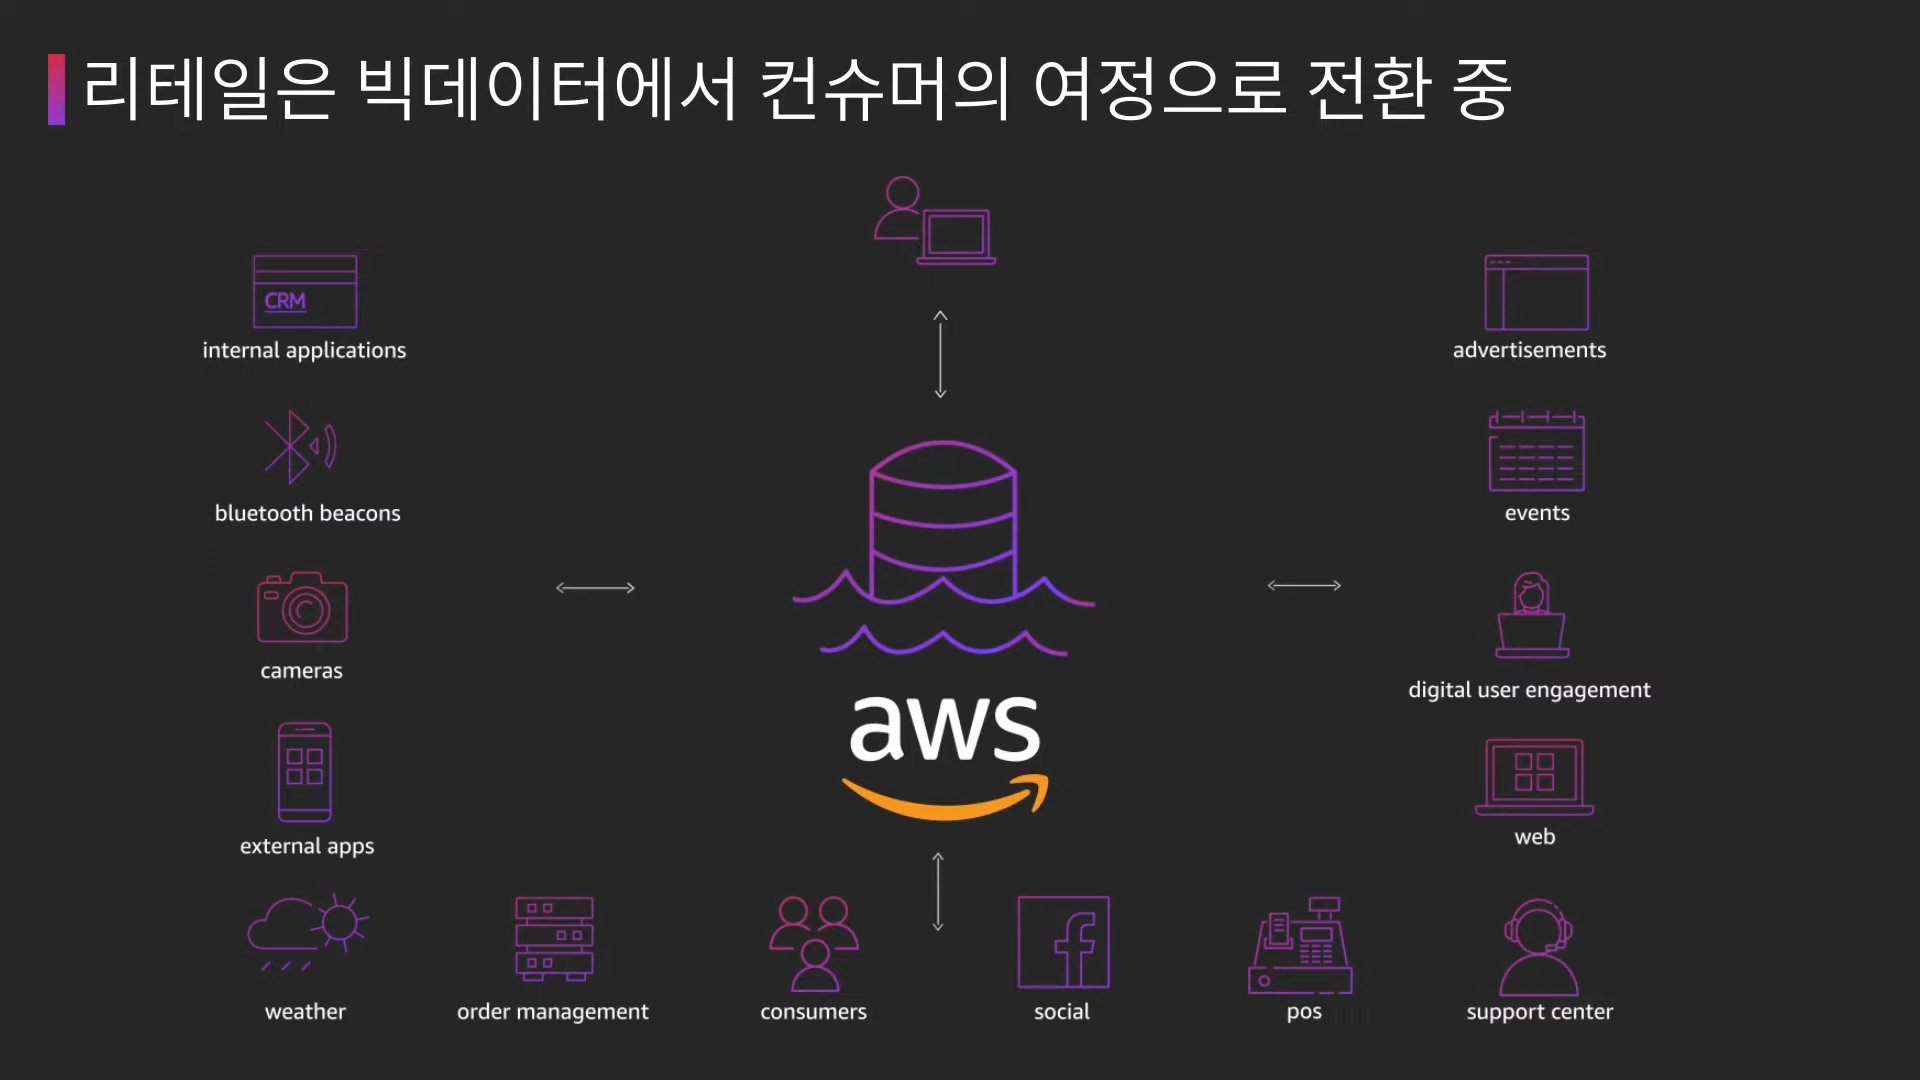 리테일은 빅데이터에서 컨슈머의 여정으로 전환 중
CRM
internal applications
advertisements
bluetooth beacons
events
cameras
digital user engagement
aws
external apps
web
weather
order management
consumers
social
pos
support center